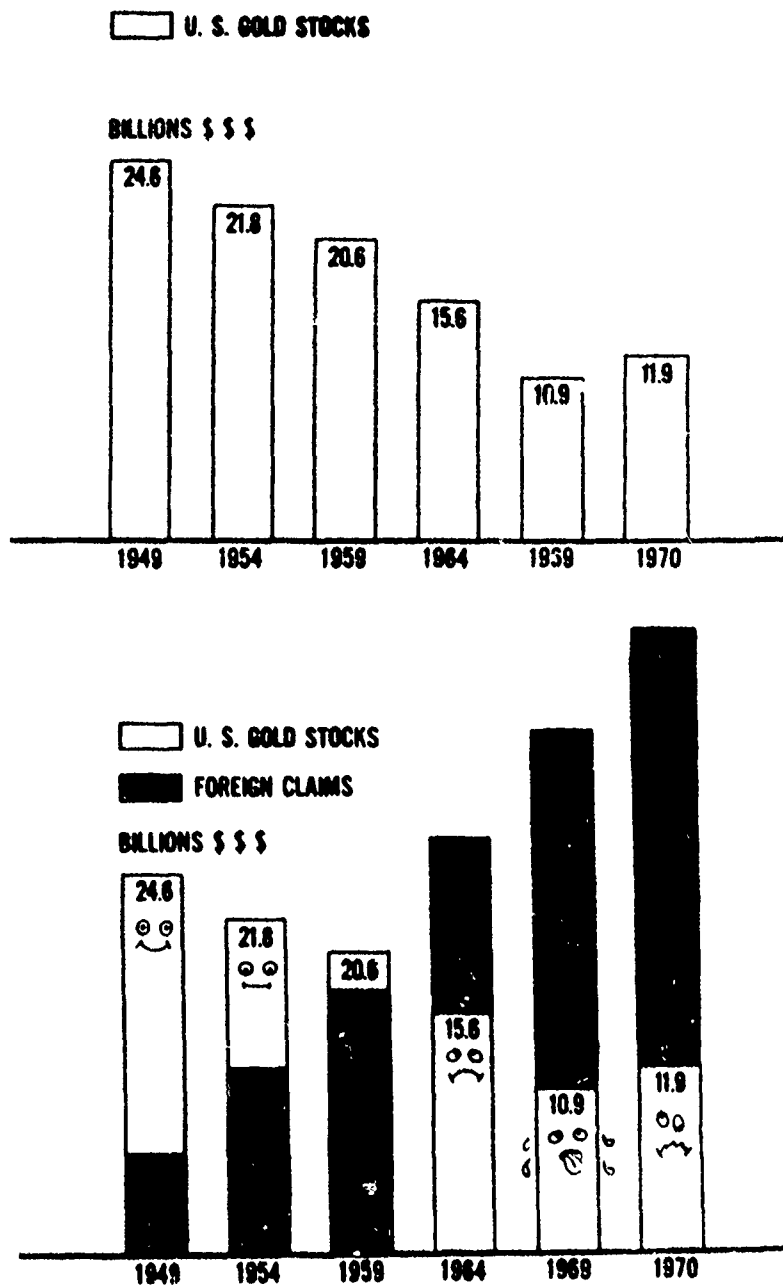 U. S. GOLD STOCKS
BILLIONS $ $ $
24.6
21.8
20.6
15.6
10.9
11.9
1949 1954 1959 1964 1959 1970
U. S. GOLD STOCKS
FOREIGN CLAIMS
BILLIONS $ $ $
24.6
21.8
20.6
15.6
10.9
11.9
1949 1954 1959 1964 1969 1970